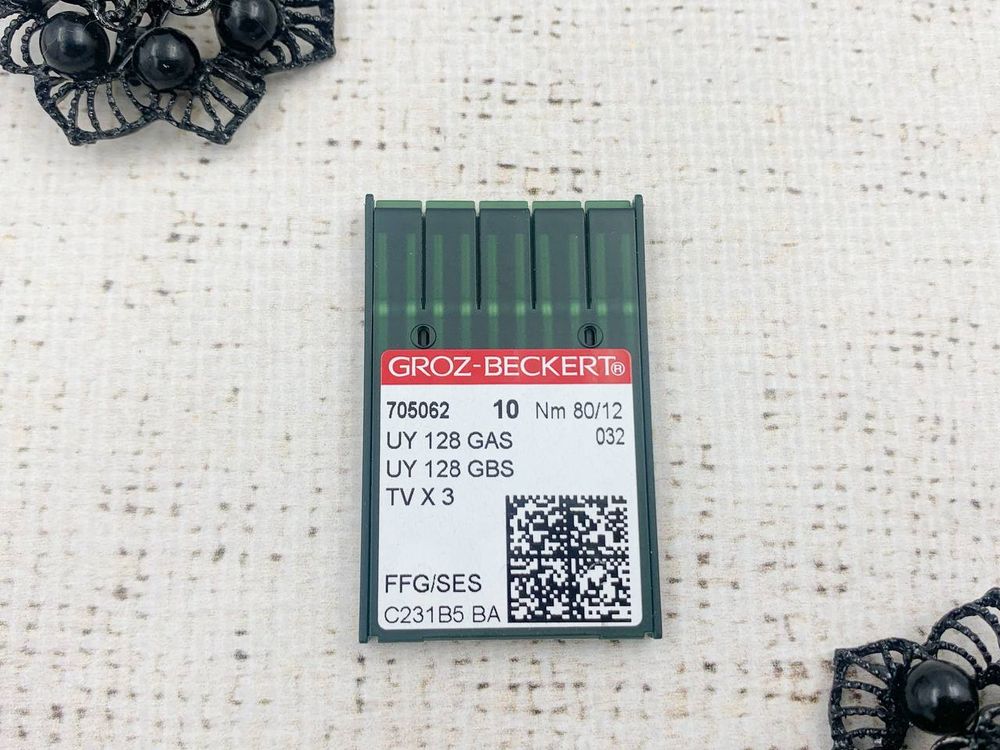 GROZ-BECKERT®
705062 10 Nm 80/12
UY 128 GAS 032
UY 128 GBS
TV X 3
FFG/SES
C231B5 BA